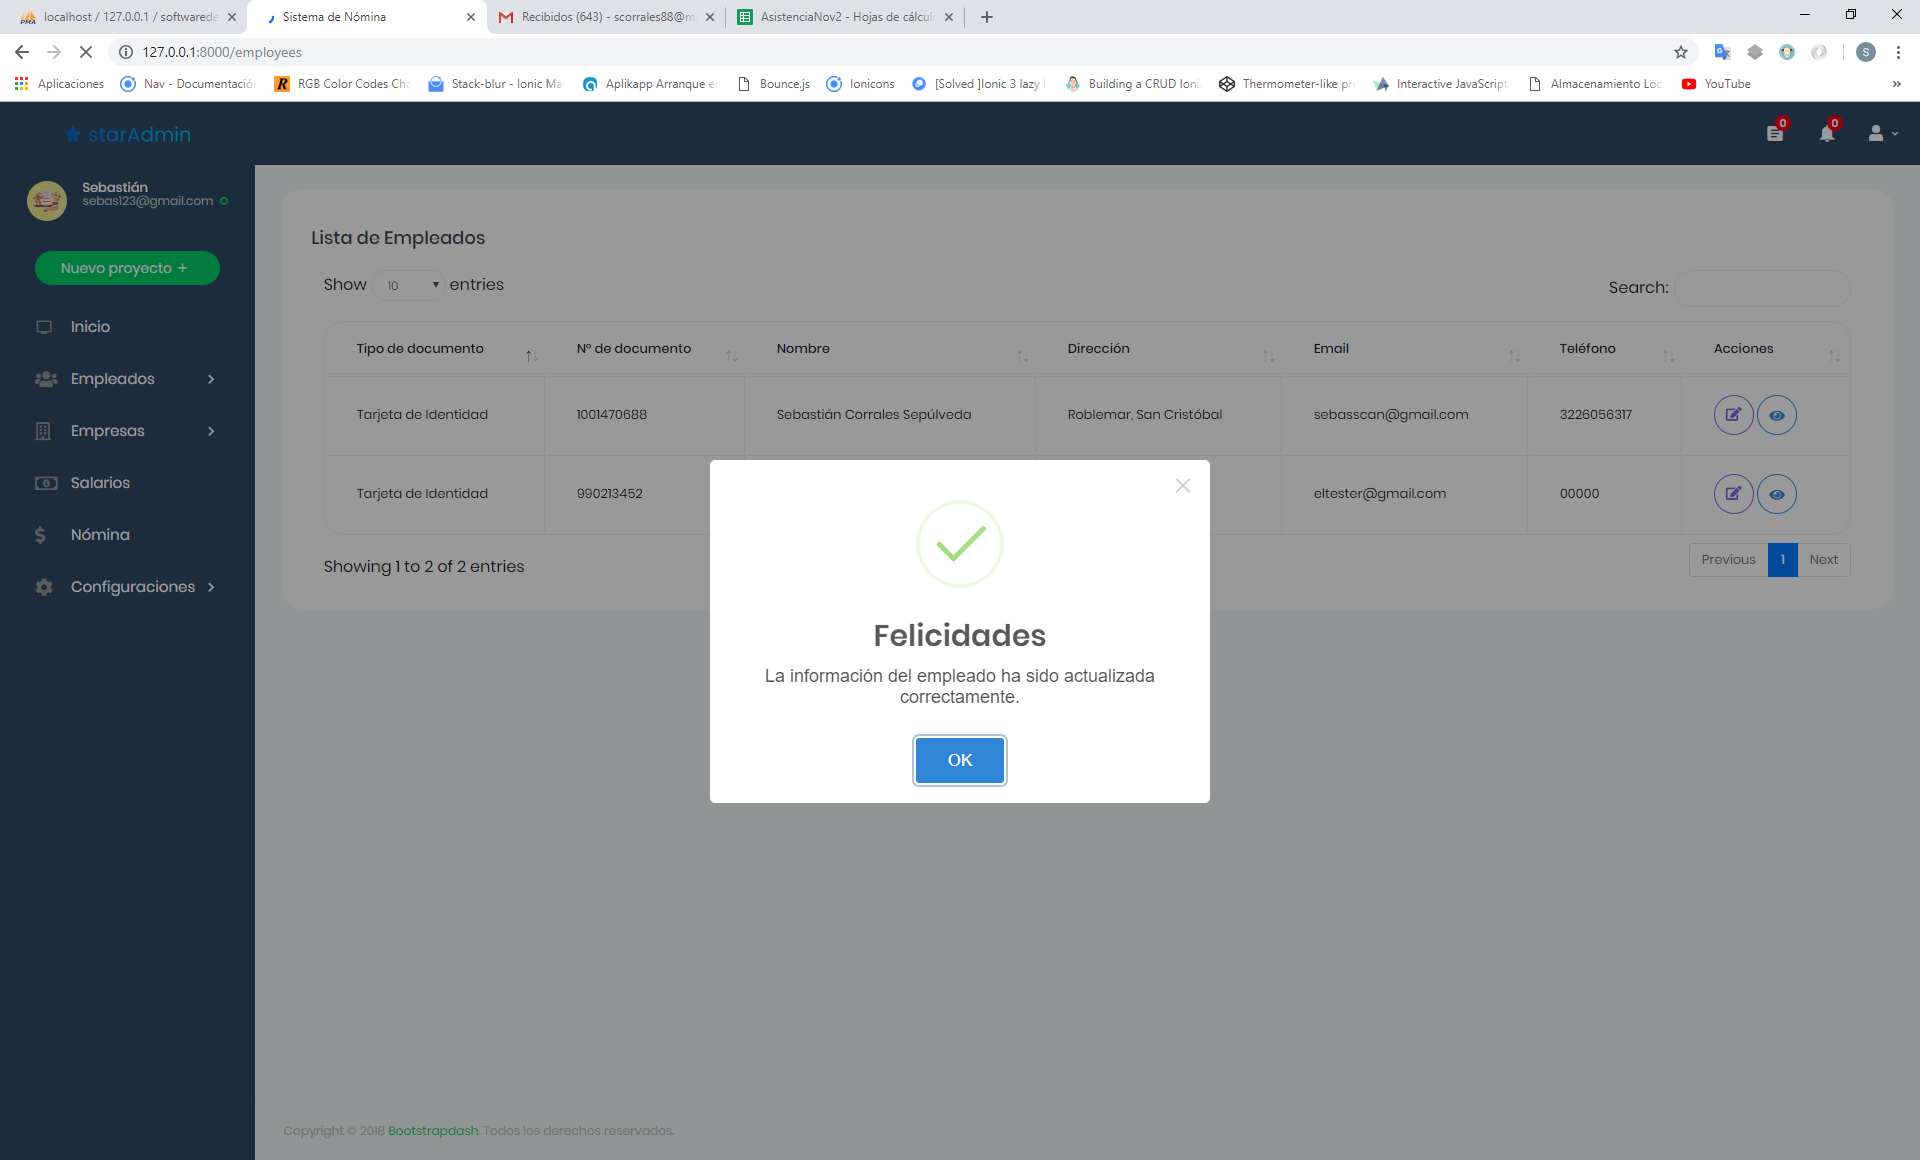 localhost / 127.0.0.1 / softwarede
Sistema de Nómina
Recibidos (643) - scorrales88@m
AsistenciaNov2 - Hojas de cálcul
127.0.0.1:8000/employees
S
Aplicaciones
Nav - Documentació
RGB Color Codes Cha
Stack-blur - Ionic Ma
Aplikapp Arranque e
Bounce.js
Ionicons
[Solved ]Ionic 3 lazy l
Building a CRUD Ioni
Thermometer-like pr
Interactive JavaScript
Almacenamiento Loc
YouTube
»
starAdmin
0
0
Sebastián
sebas123@gmail.com
Nuevo proyecto +
Inicio
Empleados
Empresas
Salarios
Nómina
Configuraciones
Lista de Empleados
Show 10 entries
Search:
Tipo de documento Nº de documento Nombre Dirección Email Teléfono Acciones
Tarjeta de Identidad 1001470688 Sebastián Corrales Sepúlveda Roblemar, San Cristóbal sebasscan@gmail.com 3226056317
Tarjeta de Identidad 990213452 eltester@gmail.com 00000
Showing 1 to 2 of 2 entries
Previous 1 Next
Felicidades
La información del empleado ha sido actualizada
correctamente.
OK
Copyright © 2018 Bootstrapdash. Todos los derechos reservados.